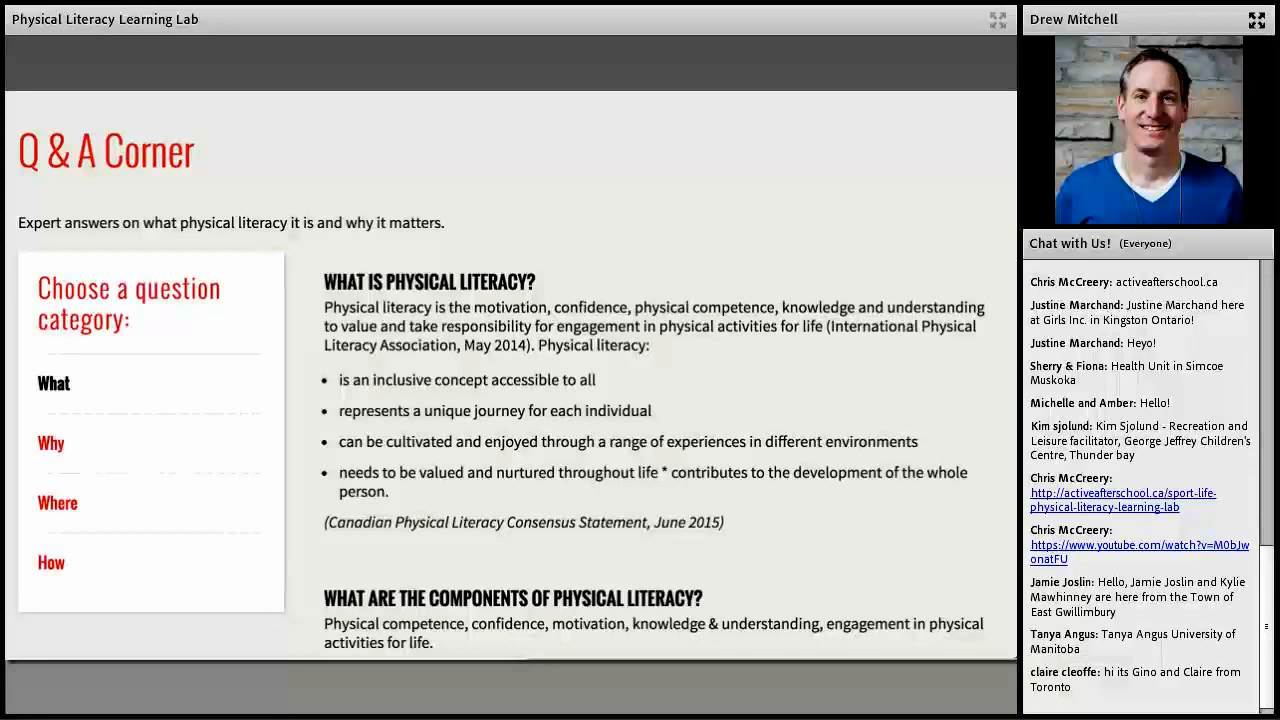 Physical Literacy Learning Lab
Q & A Corner
Expert answers on what physical literacy it is and why it matters.
Choose a question
category:
What
Why
Where
How
WHAT IS PHYSICAL LITERACY?
Physical literacy is the motivation, confidence, physical competence, knowledge and understanding
to value and take responsibility for engagement in physical activities for life (International Physical
Literacy Association, May 2014). Physical literacy:
• is an inclusive concept accessible to all
• represents a unique journey for each individual
• can be cultivated and enjoyed through a range of experiences in different environments
• needs to be valued and nurtured throughout life * contributes to the development of the whole
person.
(Canadian Physical Literacy Consensus Statement, June 2015)
WHAT ARE THE COMPONENTS OF PHYSICAL LITERACY?
Physical competence, confidence, motivation, knowledge & understanding, engagement in physical
activities for life.
Drew Mitchell
Chat with Us! (Everyone)
Chris McCreery: activeafterschool.ca
Justine Marchand: Justine Marchand here
at Girls Inc. in Kingston Ontario!
Justine Marchand: Heyo!
Sherry & Fiona: Health Unit in Simcoe
Muskoka
Michelle and Amber: Hello!
Kim sjolund: Kim Sjolund - Recreation and
Leisure facilitator, George Jeffrey Children's
Centre, Thunder bay
Chris McCreery:
http://activeafterschool.ca/sport-life-
physical-literacy-learning-lab
Chris McCreery:
https://www.youtube.com/watch?v=M0bJw
onatFU
Jamie Joslin: Hello, Jamie Joslin and Kylie
Mawhinney are here from the Town of
East Gwillimbury
Tanya Angus: Tanya Angus University of
Manitoba
claire cleoffe: hi its Gino and Claire from
Toronto